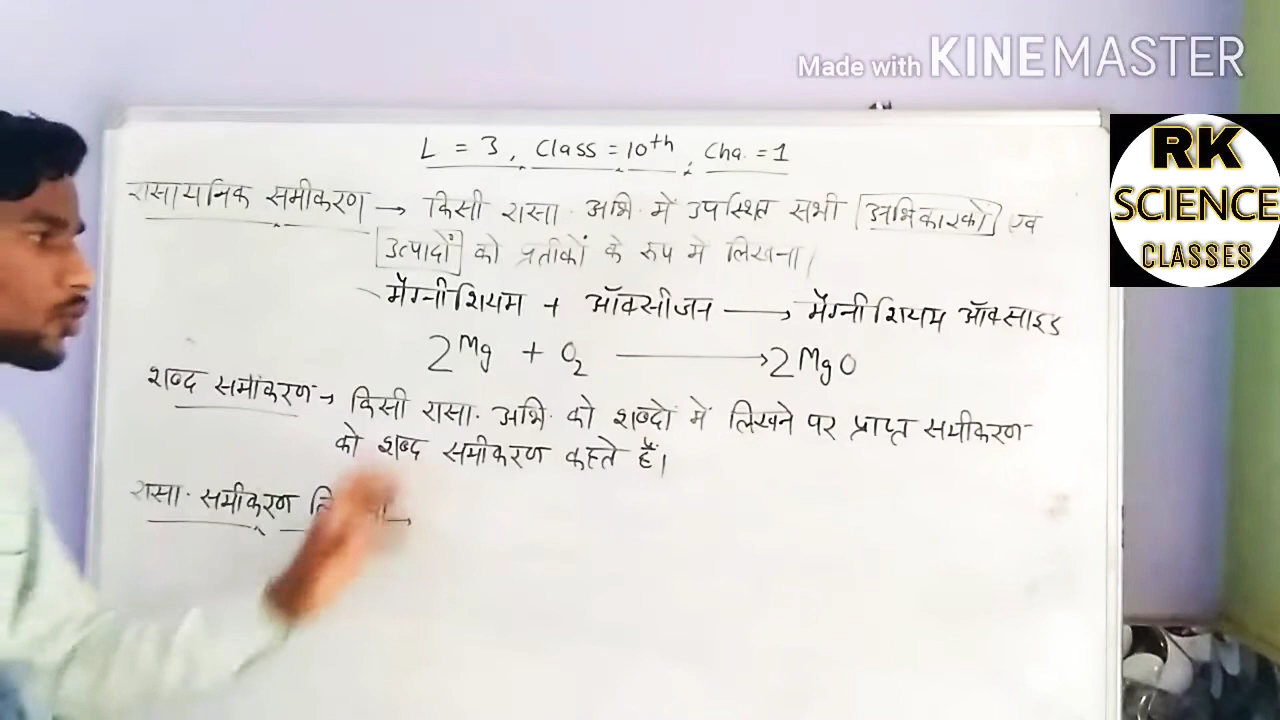 Made with KINEMASTER
RK
SCIENCE
CLASSES
L = 3, Class = 10th, Cha. = 1
रासायनिक समीकरण → किसी रासा. अभि. में उपस्थित सभी अभिकारकों एवं
उत्पादों को प्रतीकों के रूप में लिखना।
मैग्नीशियम + ऑक्सीजन → मैग्नीशियम ऑक्साइड
2Mg + O₂ → 2MgO
शब्द समीकरण → किसी रासा. अभि. को शब्दों में लिखने पर प्राप्त समीकरण
को शब्द समीकरण कहते हैं।
रासा. समीकरण